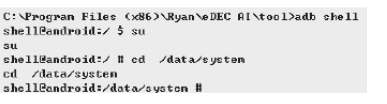 C:\Program Files (x86)\Ryan\eDEC AI\tool>adb shell
shell@android:/ $ su
su
shell@android:/ # cd /data/system
cd /data/system
shell@android:/data/system #